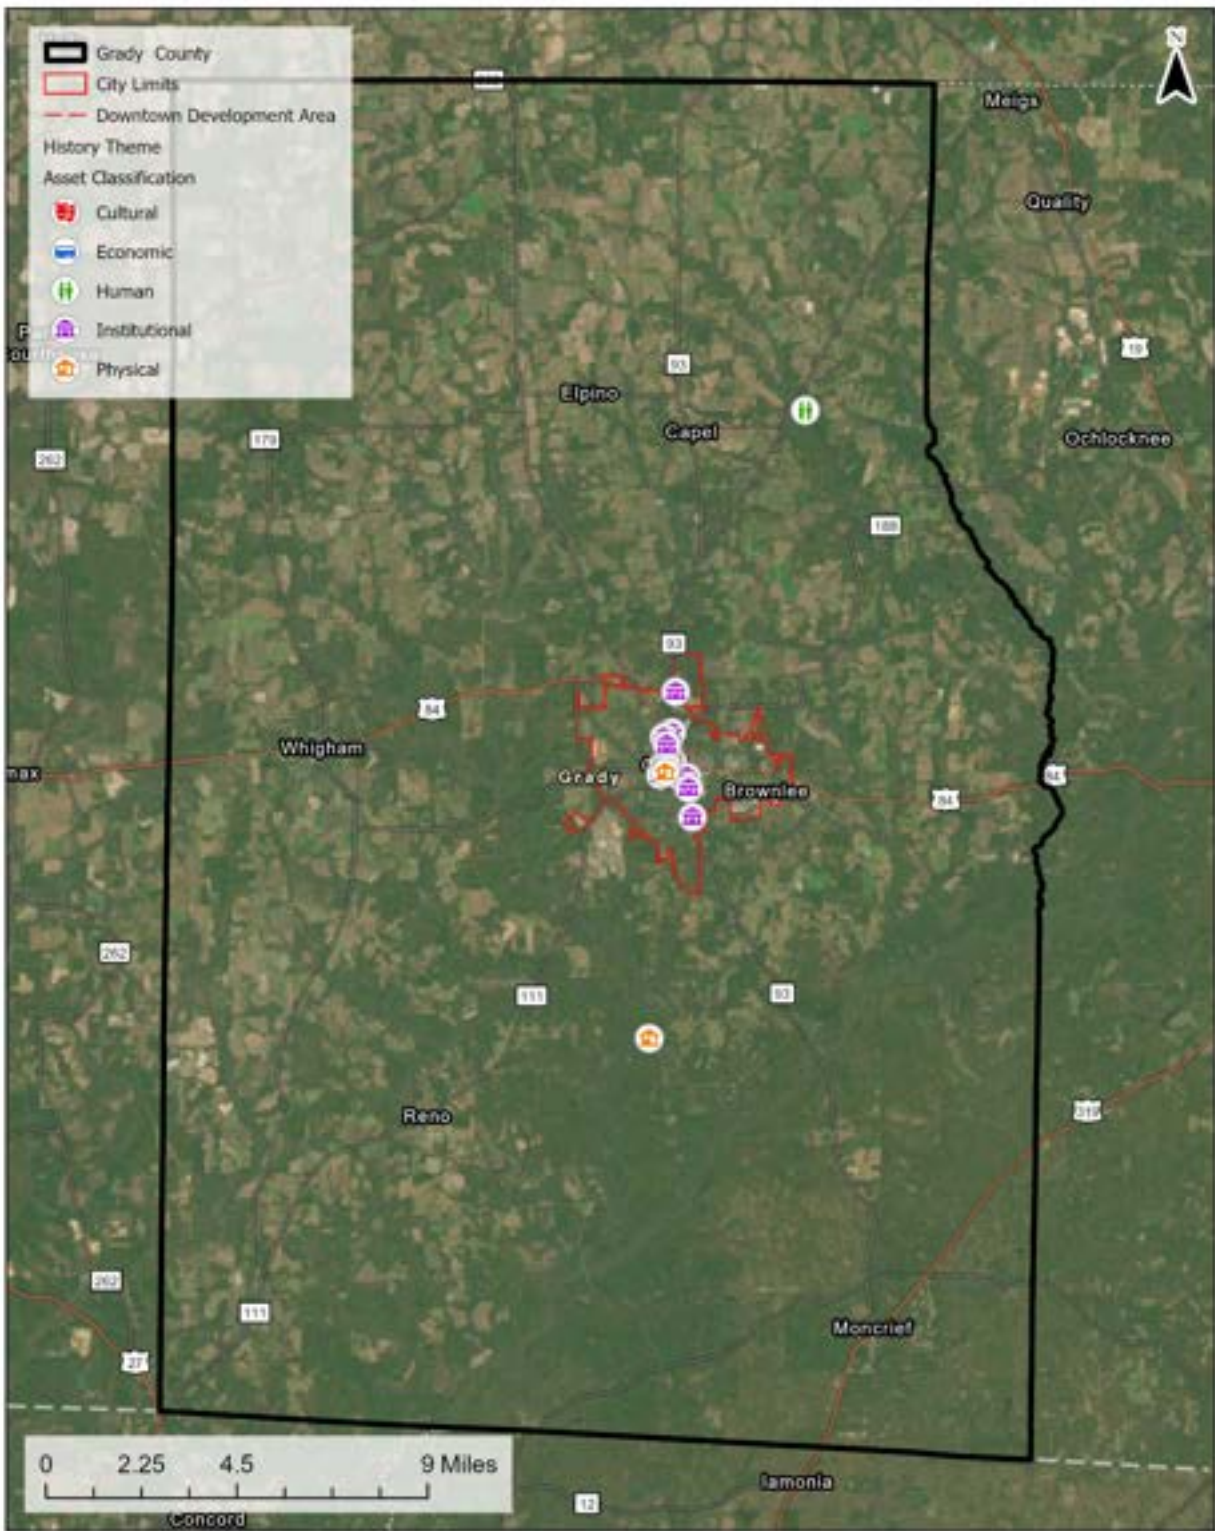 Grady County
City Limits
Downtown Development Area
History Theme
Asset Classification
Cultural
Economic
Human
Institutional
Physical
N
Meigs
Quality
19
93
Elpino
Capel
Ochlocknee
179
262
188
93
84
Whigham
Grady
Brownlee
84
84
262
111
93
Reno
319
262
111
Moncrief
27
0 2.25 4.5 9 Miles
Iamonia
12
Concord